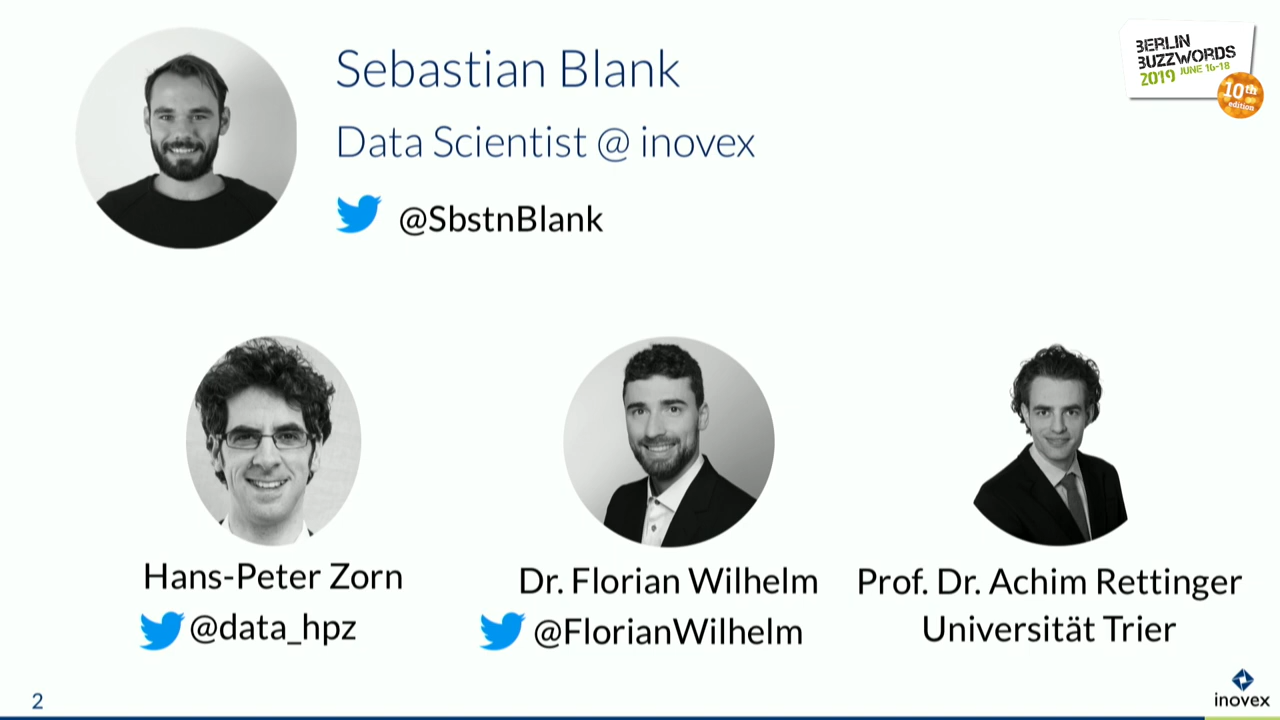 Sebastian Blank
Data Scientist @ inovex
@SbstnBlank
BERLIN
BUZZWORDS
2019 JUNE 16-18
10th
edition
Hans-Peter Zorn
@data_hpz
Dr. Florian Wilhelm
@FlorianWilhelm
Prof. Dr. Achim Rettinger
Universität Trier
2
inovex